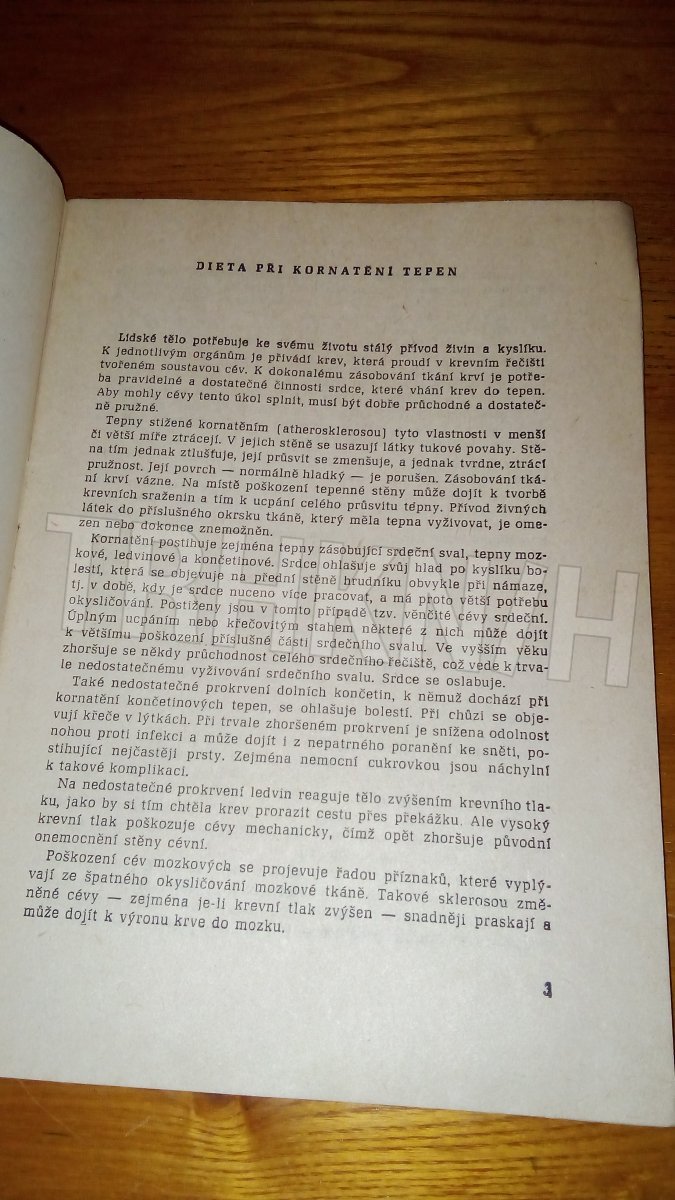 DIETA PŘI KORNATĚNÍ TEPEN
Lidské tělo potřebuje ke svému životu stálý přívod živin a kyslíku.
K jednotlivým orgánům je přivádí krev, která proudí v krevním řečišti
tvořeném soustavou cév. K dokonalému zásobování tkání krví je potře-
ba pravidelné a dostatečné činnosti srdce, které vhání krev do tepen.
Aby mohly cévy tento úkol splnit, musí být dobře průchodné a dostateč-
ně pružné.
Tepny stižené kornatěním (atherosklerosou) tyto vlastnosti v menší
či větší míře ztrácejí. V jejich stěně se usazují látky tukové povahy. Stě-
na tím jednak ztlušťuje, její průsvit se zmenšuje, a jednak tvrdne, ztrácí
pružnost. Její povrch — normálně hladký — je porušen. Zásobování tká-
ní krví vázne. Na místě poškození tepenné stěny může dojít k tvorbě
krevních sraženin a tím k ucpání celého průsvitu tepny. Přívod živných
látek do příslušného okrsku tkáně, který měla tepna vyživovat, je ome-
zen nebo dokonce znemožněn.
Kornatění postihuje zejména tepny zásobující srdeční sval, tepny moz-
kové, ledvinové a končetinové. Srdce ohlašuje svůj hlad po kyslíku bo-
lestí, která se objevuje na přední stěně hrudníku obvykle při námaze,
tj. v době, kdy je srdce nuceno více pracovat, a má proto větší potřebu
okysličování. Postiženy jsou v tomto případě tzv. věnčité cévy srdeční.
Úplným ucpáním nebo křečovitým stahem některé z nich může dojít
k většímu poškození příslušné části srdečního svalu. Ve vyšším věku
zhoršuje se někdy průchodnost celého srdečního řečiště, což vede k trva-
le nedostatečnému vyživování srdečního svalu. Srdce se oslabuje.
Také nedostatečné prokrvení dolních končetin, k němuž dochází při
kornatění končetinových tepen, se ohlašuje bolestí. Při chůzi se obje-
vují křeče v lýtkách. Při trvale zhoršeném prokrvení je snížena odolnost
nohou proti infekci a může dojít i z nepatrného poranění ke sněti, po-
stihující nejčastěji prsty. Zejména nemocní cukrovkou jsou náchylní
k takové komplikaci.
Na nedostatečné prokrvení ledvin reaguje tělo zvýšením krevního tla-
ku, jako by si tím chtěla krev prorazit cestu přes překážku. Ale vysoký
krevní tlak poškozuje cévy mechanicky, čímž opět zhoršuje původní
onemocnění stěny cévní.
Poškození cév mozkových se projevuje řadou příznaků, které vyplý-
vají ze špatného okysličování mozkové tkáně. Takové sklerosou změ-
něné cévy — zejména je-li krevní tlak zvýšen — snadněji praskají a
může dojít k výronu krve do mozku.
3